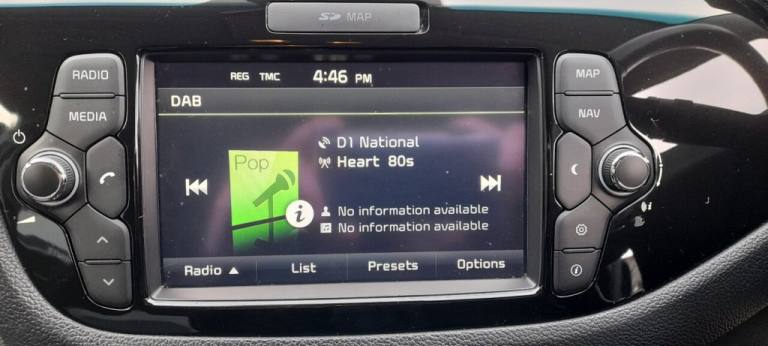 SD MAP
RADIO
MEDIA
REG TMC 4:46 PM
DAB
Pop
D1 National
Heart 80s
i
No information available
No information available
Radio ▲ List Presets Options
MAP
NAV
i